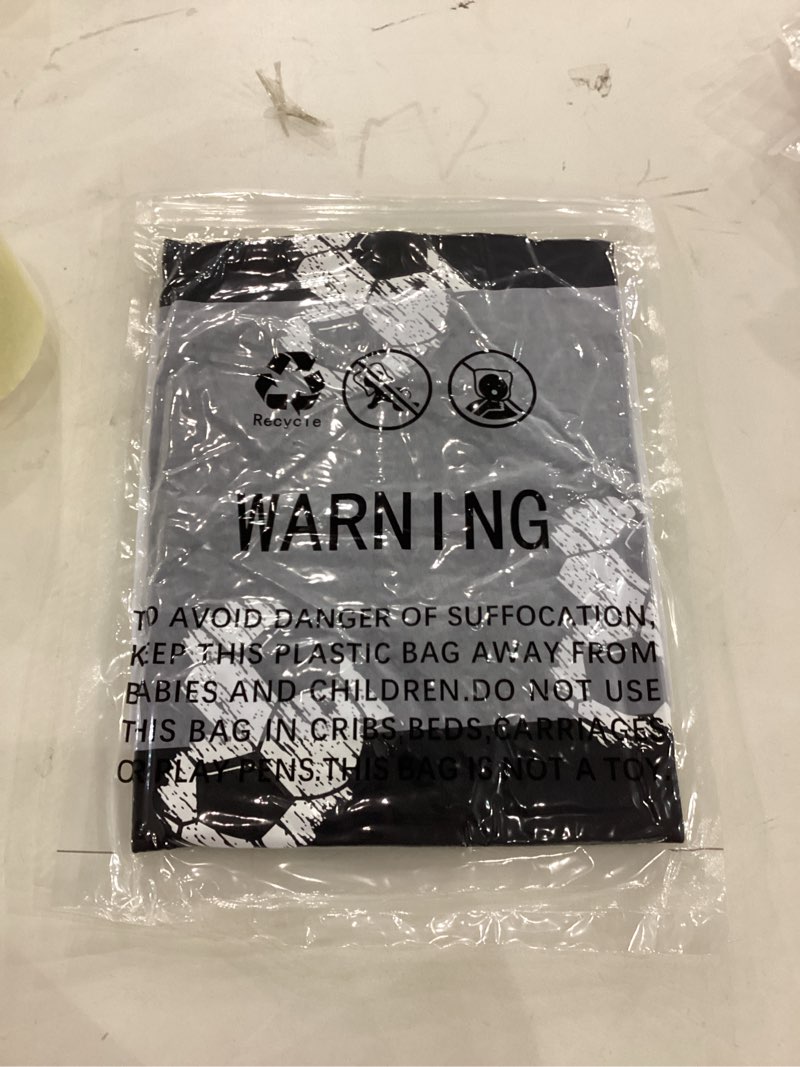 Recycle
WARNING
TO AVOID DANGER OF SUFFOCATION,
KEEP THIS PLASTIC BAG AWAY FROM
BABIES AND CHILDREN.DO NOT USE
THIS BAG IN CRIBS,BEDS,CARRIAGES
OR PLAY PENS.THIS BAG IS NOT A TOY.